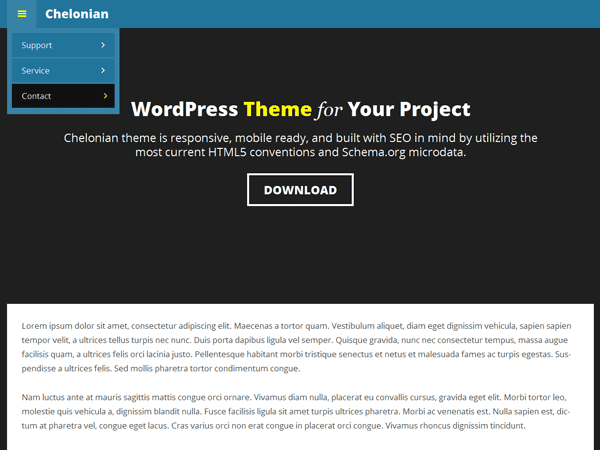 Chelonian
Support
Service
Contact
WordPress Theme for Your Project
Chelonian theme is responsive, mobile ready, and built with SEO in mind by utilizing the
most current HTML5 conventions and Schema.org microdata.
DOWNLOAD
Lorem ipsum dolor sit amet, consectetur adipiscing elit. Maecenas a tortor quam. Vestibulum aliquet, diam eget dignissim vehicula, sapien sapien
tempor velit, a ultrices tellus turpis nec nunc. Duis porta dapibus ligula vel semper. Quisque gravida, nunc nec consectetur tempus, massa augue
facilisis quam, a ultrices felis orci lacinia justo. Pellentesque habitant morbi tristique senectus et netus et malesuada fames ac turpis egestas. Sus-
pendisse a ultrices felis. Sed mollis pharetra tortor condimentum congue.
Nam luctus ante at mauris sagittis mattis congue orci ornare. Vivamus diam nulla, placerat eu convallis cursus, gravida eget elit. Morbi tortor leo,
molestie quis vehicula a, dignissim blandit nulla. Fusce facilisis ligula sit amet turpis ultrices pharetra. Morbi ac venenatis est. Nulla sapien est, dic-
tum at pharetra vel, congue eget lacus. Cras varius orci non erat congue in placerat orci congue. Vivamus rhoncus dignissim tincidunt.